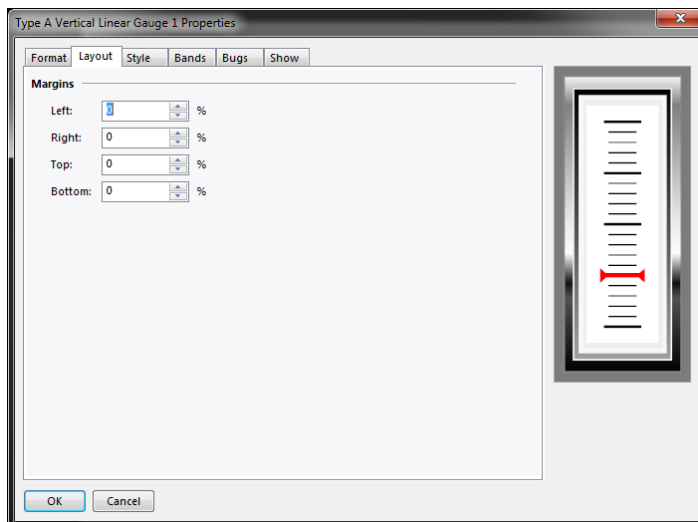 Type A Vertical Linear Gauge 1 Properties
x
Format Layout Style Bands Bugs Show
Margins
Left: 0 %
Right: 0 %
Top: 0 %
Bottom: 0 %
OK Cancel